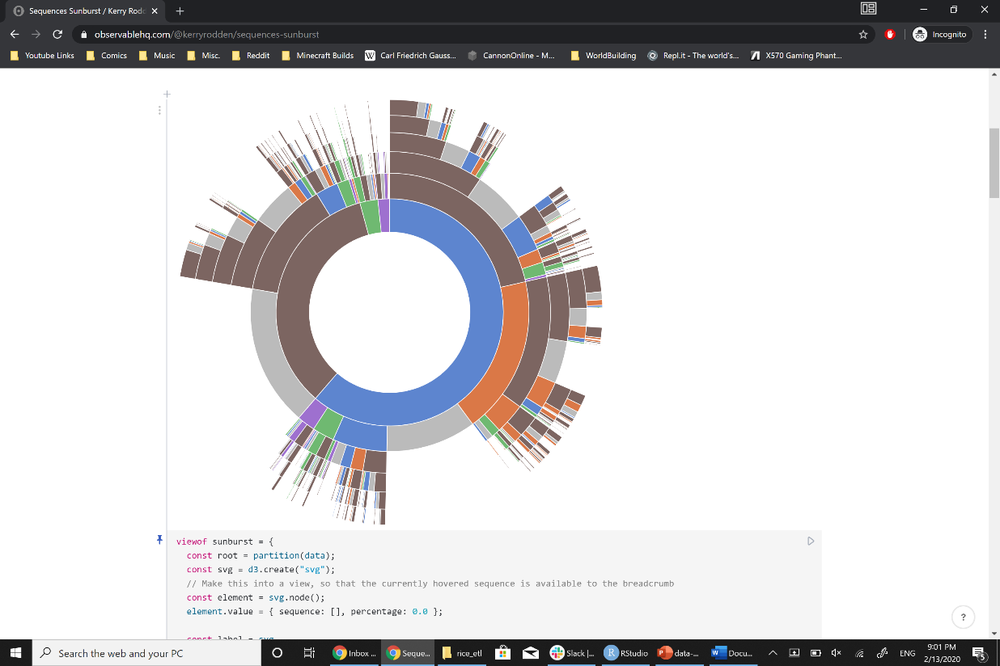 Sequences Sunburst / Kerry Rodd
observablehq.com/@kerryrodden/sequences-sunburst
Incognito
Youtube Links Comics Music Misc. Reddit Minecraft Builds Carl Friedrich Gauss... CannonOnline - M... WorldBuilding Repl.it - The world's... X570 Gaming Phant...
viewof sunburst = {
const root = partition(data);
const svg = d3.create("svg");
// Make this into a view, so that the currently hovered sequence is available to the breadcrumb
const element = svg.node();
element.value = { sequence: [], percentage: 0.0 };
const label = svg
?
Search the web and your PC
Inbox ... Seque... rice_etl Slack |... RStudio data-... Docu...
ENG
9:01 PM
2/13/2020
5